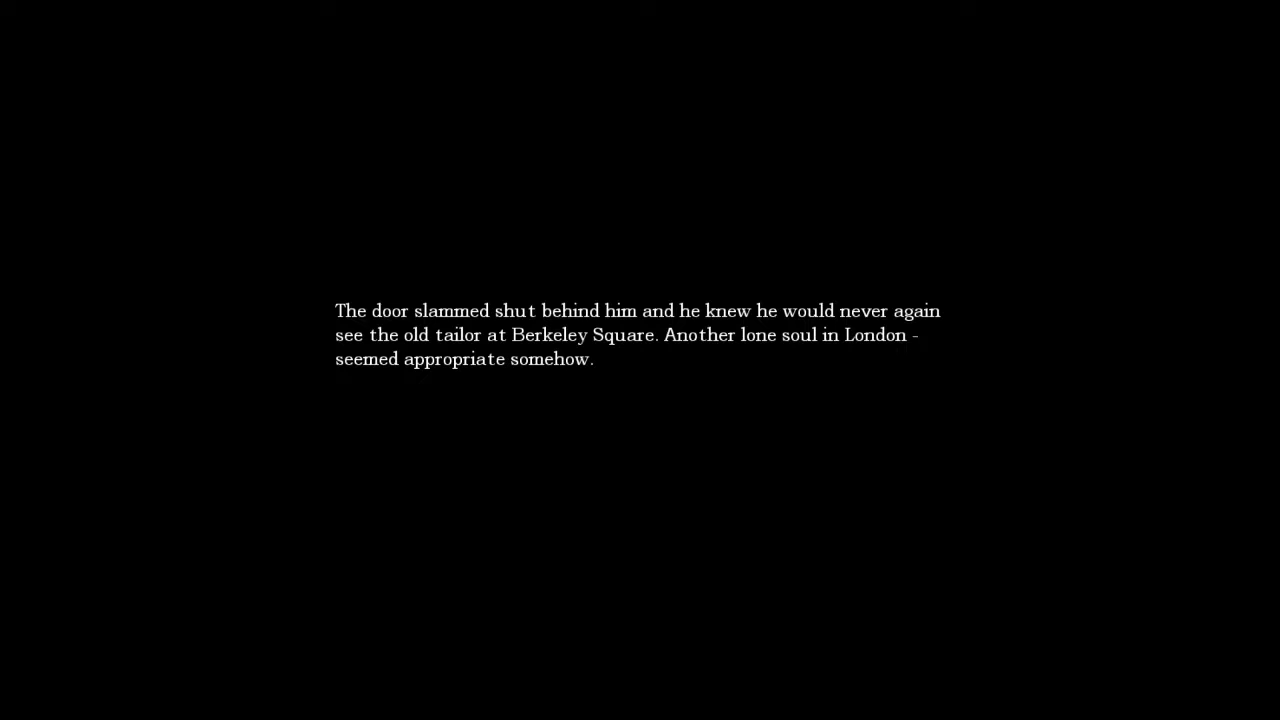 The door slammed shut behind him and he knew he would never again
see the old tailor at Berkeley Square. Another lone soul in London -
seemed appropriate somehow.